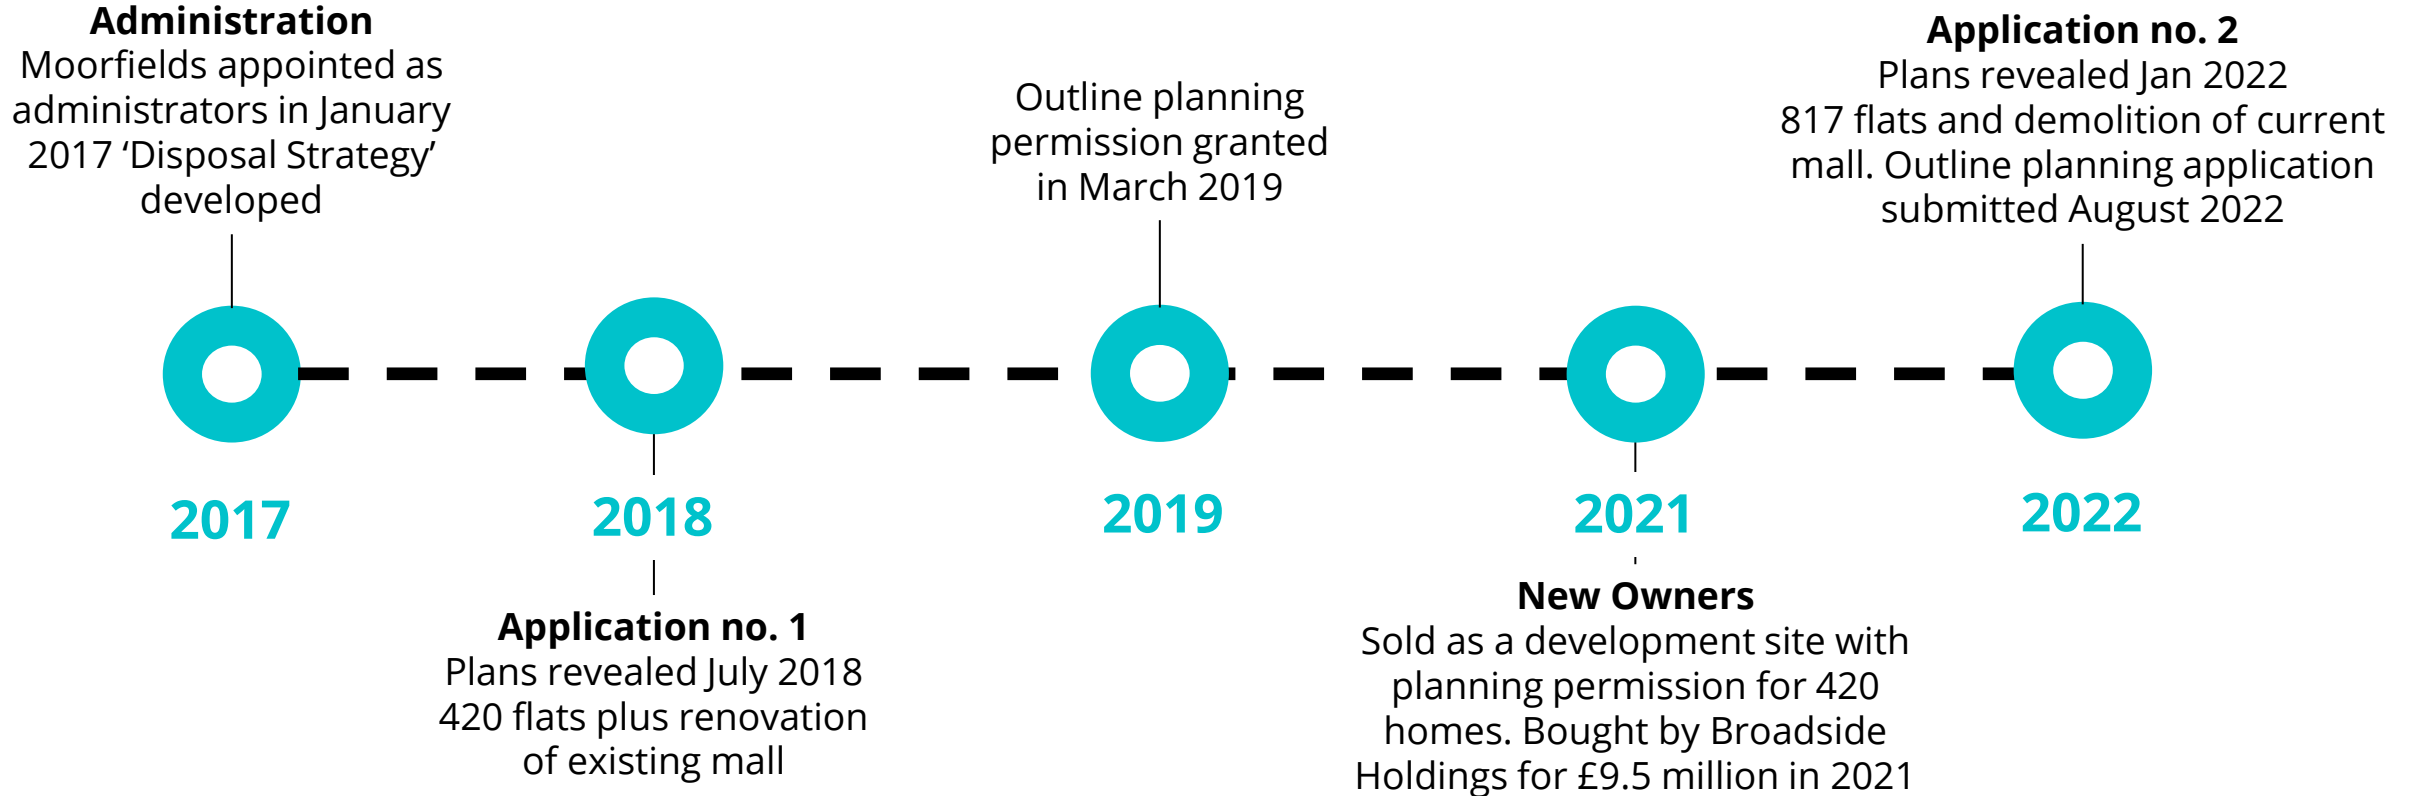 Administration
Moorfields appointed as
administrators in January
2017 ‘Disposal Strategy’
developed
2017
2018
Application no. 1
Plans revealed July 2018
420 flats plus renovation
of existing mall
Outline planning
permission granted
in March 2019
2019
2021
New Owners
Sold as a development site with
planning permission for 420
homes. Bought by Broadside
Holdings for £9.5 million in 2021
Application no. 2
Plans revealed Jan 2022
817 flats and demolition of current
mall. Outline planning application
submitted August 2022
2022